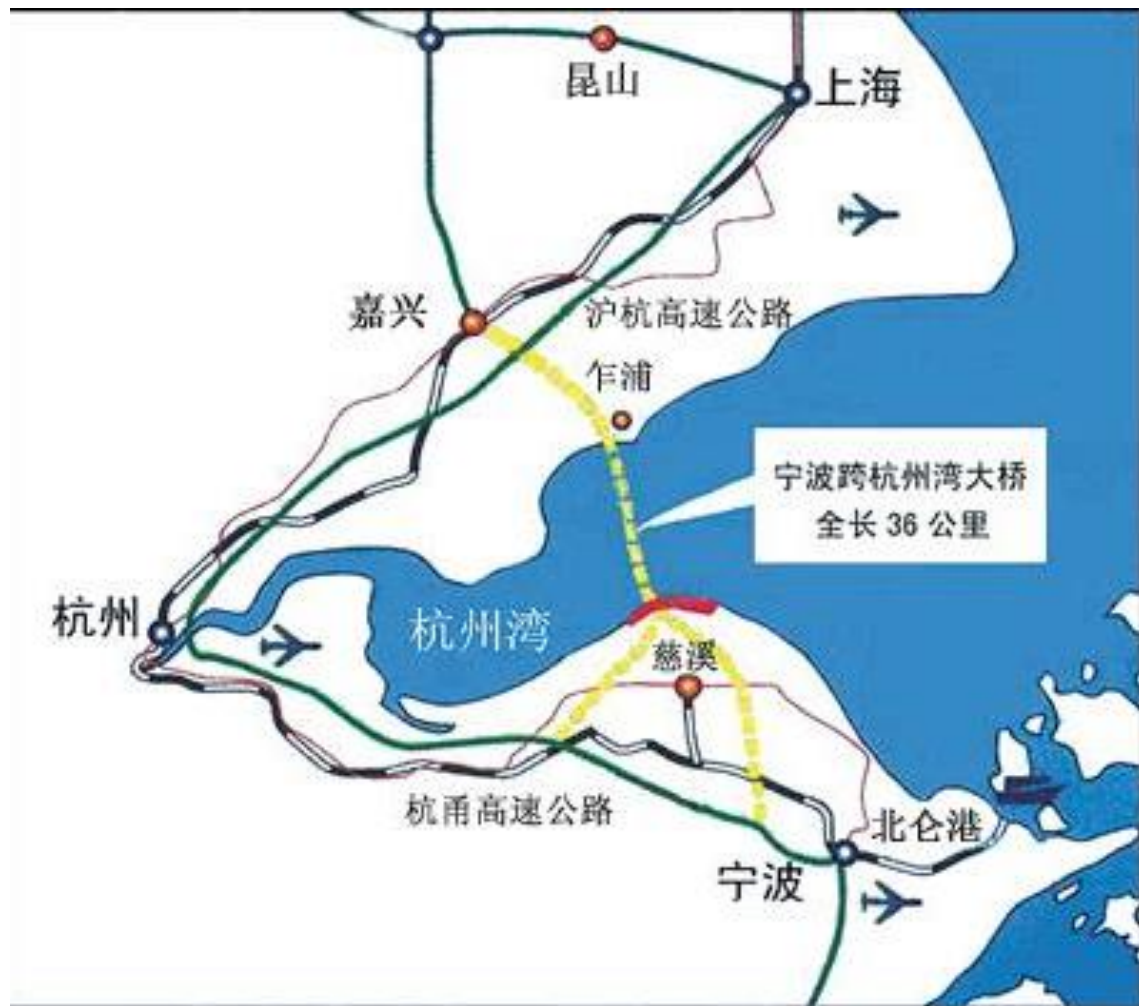 昆山
上海
嘉兴
沪杭高速公路
乍浦
宁波跨杭州湾大桥
全长 36 公里
杭州
杭州湾
慈溪
杭甬高速公路
北仑港
宁波